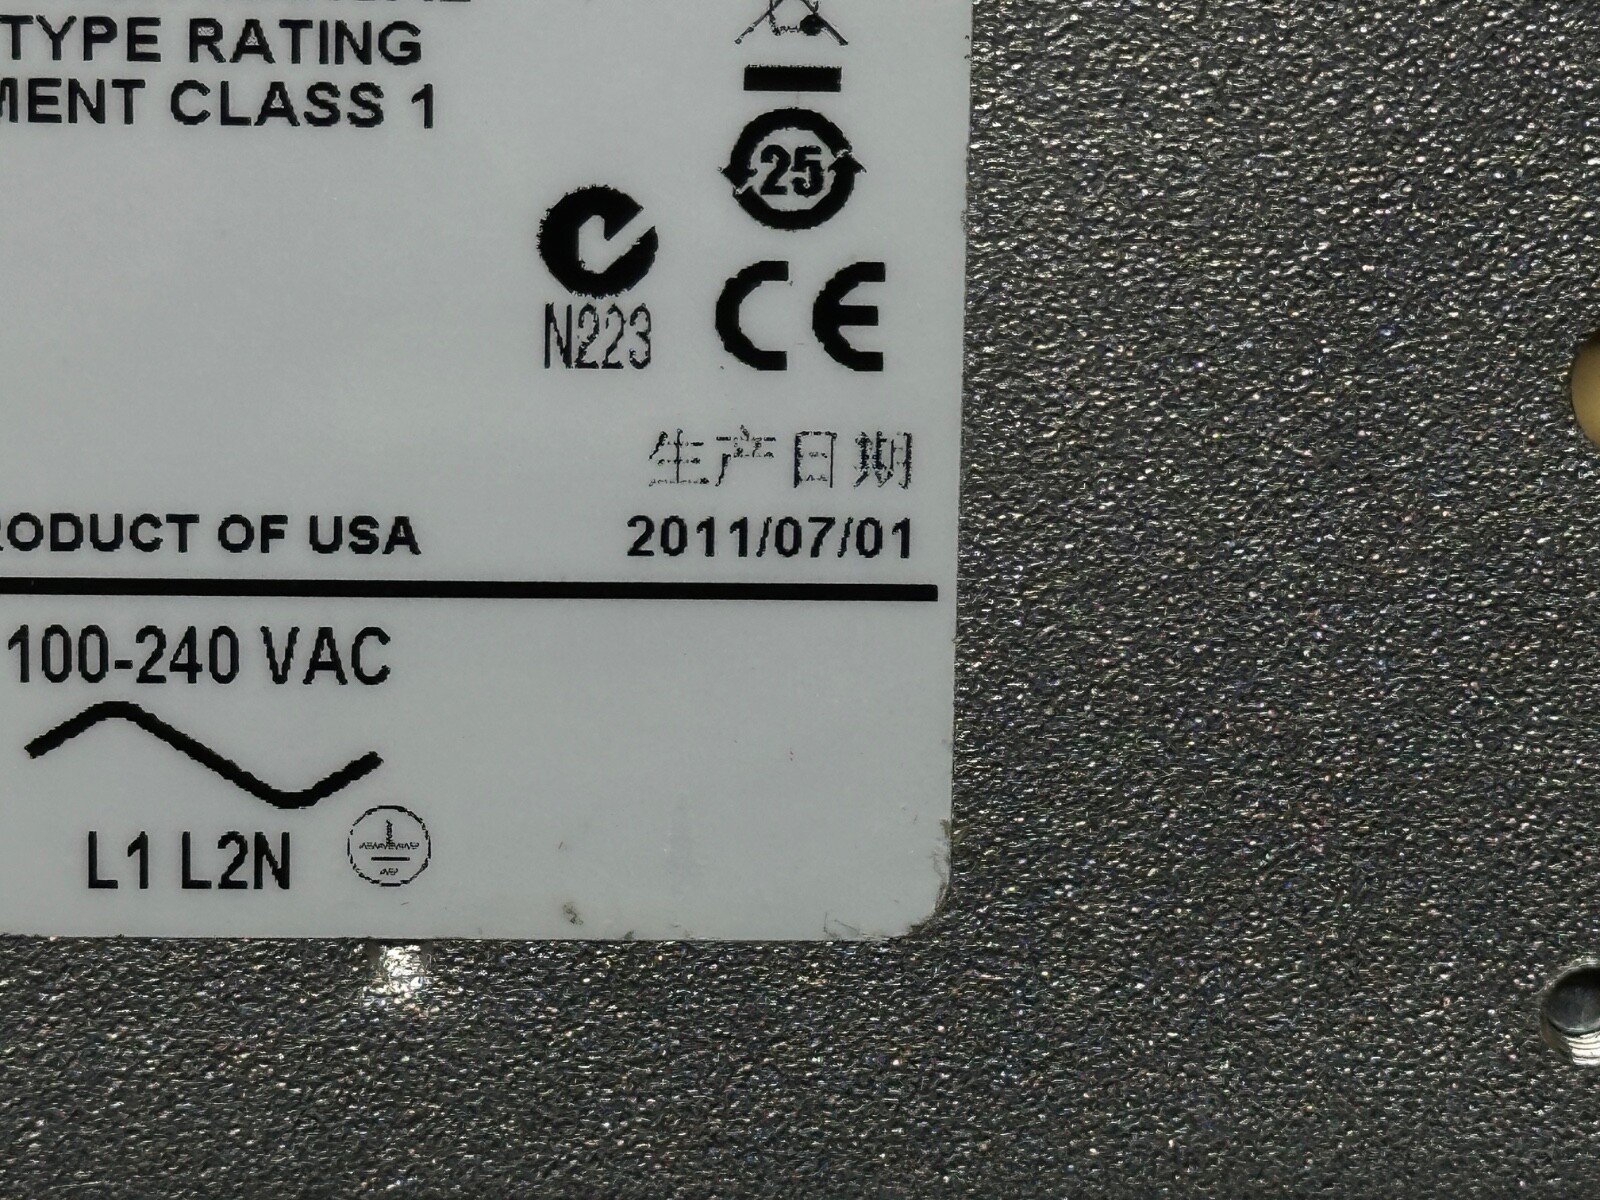 TYPE RATING
MENT CLASS 1
25
N223
CE
生产日期
RODUCT OF USA
2011/07/01
100-240 VAC
L1 L2N